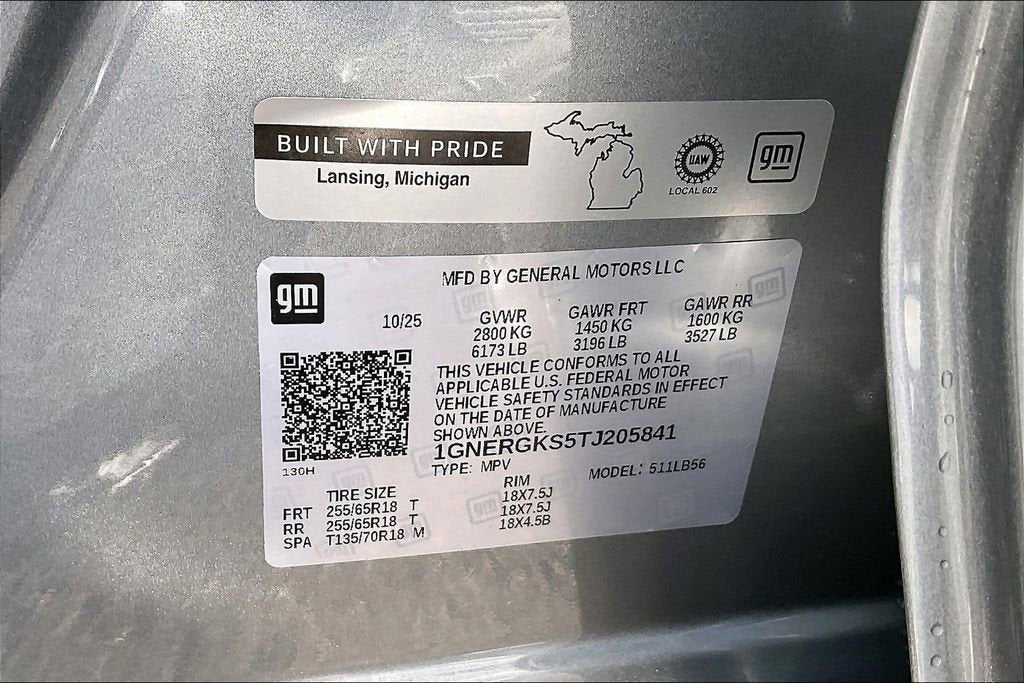 BUILT WITH PRIDE
Lansing, Michigan
UAW
LOCAL 602
gm
gm
MFD BY GENERAL MOTORS LLC
10/25
GVWR GAWR FRT GAWR RR
2800 KG 1450 KG 1600 KG
6173 LB 3196 LB 3527 LB
THIS VEHICLE CONFORMS TO ALL
APPLICABLE U.S. FEDERAL MOTOR
VEHICLE SAFETY STANDARDS IN EFFECT
ON THE DATE OF MANUFACTURE
SHOWN ABOVE.
1GNERGKS5TJ205841
130H
TYPE: MPV MODEL: 511LB56
TIRE SIZE RIM
FRT 255/65R18 T 18X7.5J
RR 255/65R18 T 18X7.5J
SPA T135/70R18 M 18X4.5B